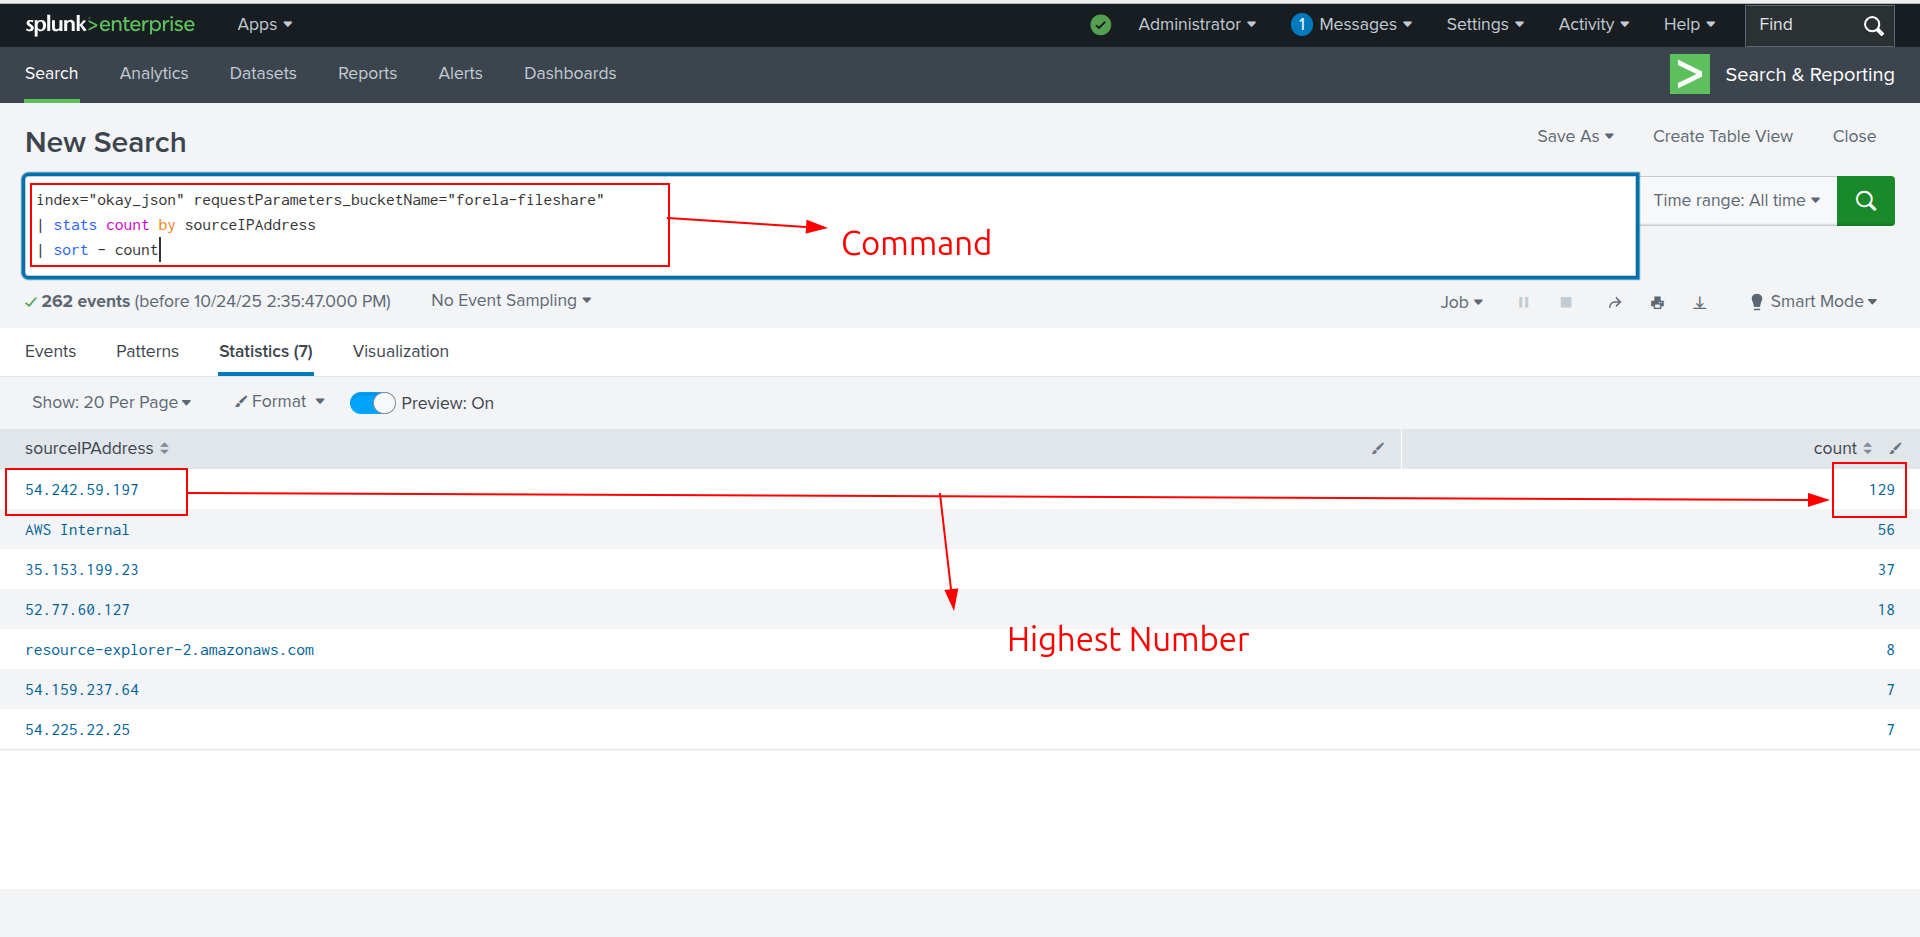 splunk>enterprise Apps Administrator 1 Messages Settings Activity Help Find
Search Analytics Datasets Reports Alerts Dashboards Search & Reporting
New Search Save As Create Table View Close
index="okay_json" requestParameters_bucketName="forela-fileshare"
| stats count by sourceIPAddress
| sort - count
Time range: All time
Command
262 events (before 10/24/25 2:35:47.000 PM) No Event Sampling Job Smart Mode
Events Patterns Statistics (7) Visualization
Show: 20 Per Page Format Preview: On
sourceIPAddress count
54.242.59.197 129
AWS Internal 56
35.153.199.23 37
52.77.60.127 18
Highest Number
resource-explorer-2.amazonaws.com 8
54.159.237.64 7
54.225.22.25 7